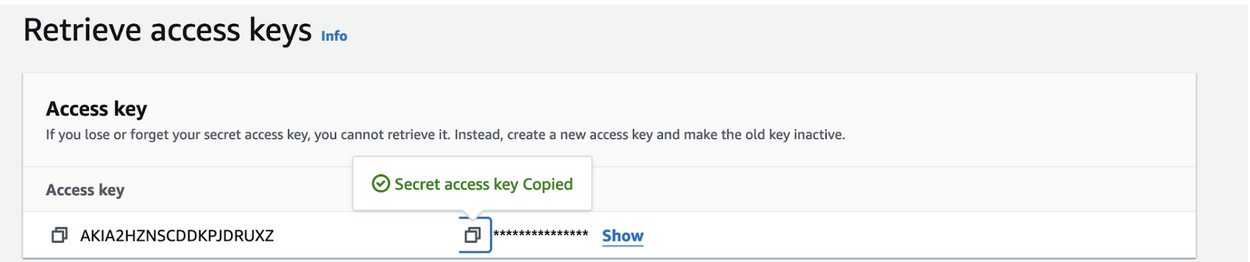 Retrieve access keys Info
Access key
If you lose or forget your secret access key, you cannot retrieve it. Instead, create a new access key and make the old key inactive.
Secret access key Copied
Access key
AKIA2HZNSCDDKPJDRUXZ *************** Show